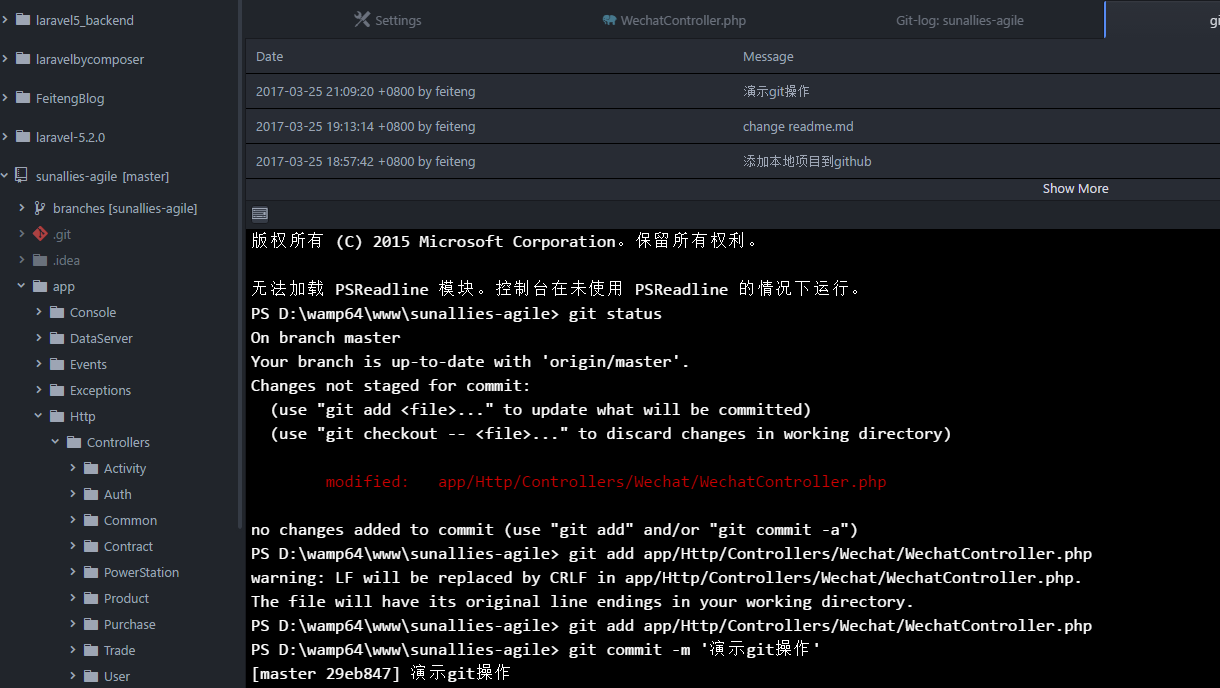 laravel5_backend
laravelbycomposer
FeitengBlog
laravel-5.2.0
sunallies-agile [master]
branches [sunallies-agile]
.git
.idea
app
Console
DataServer
Events
Exceptions
Http
Controllers
Activity
Auth
Common
Contract
PowerStation
Product
Purchase
Trade
User
Settings WechatController.php Git-log: sunallies-agile gi
Date Message
2017-03-25 21:09:20 +0800 by feiteng 演示git操作
2017-03-25 19:13:14 +0800 by feiteng change readme.md
2017-03-25 18:57:42 +0800 by feiteng 添加本地项目到github
Show More
版权所有 (C) 2015 Microsoft Corporation。保留所有权利。
无法加载 PSReadline 模块。控制台在未使用 PSReadline 的情况下运行。
PS D:\wamp64\www\sunallies-agile> git status
On branch master
Your branch is up-to-date with 'origin/master'.
Changes not staged for commit:
(use "git add <file>..." to update what will be committed)
(use "git checkout -- <file>..." to discard changes in working directory)
modified: app/Http/Controllers/Wechat/WechatController.php
no changes added to commit (use "git add" and/or "git commit -a")
PS D:\wamp64\www\sunallies-agile> git add app/Http/Controllers/Wechat/WechatController.php
warning: LF will be replaced by CRLF in app/Http/Controllers/Wechat/WechatController.php.
The file will have its original line endings in your working directory.
PS D:\wamp64\www\sunallies-agile> git add app/Http/Controllers/Wechat/WechatController.php
PS D:\wamp64\www\sunallies-agile> git commit -m '演示git操作'
[master 29eb847] 演示git操作